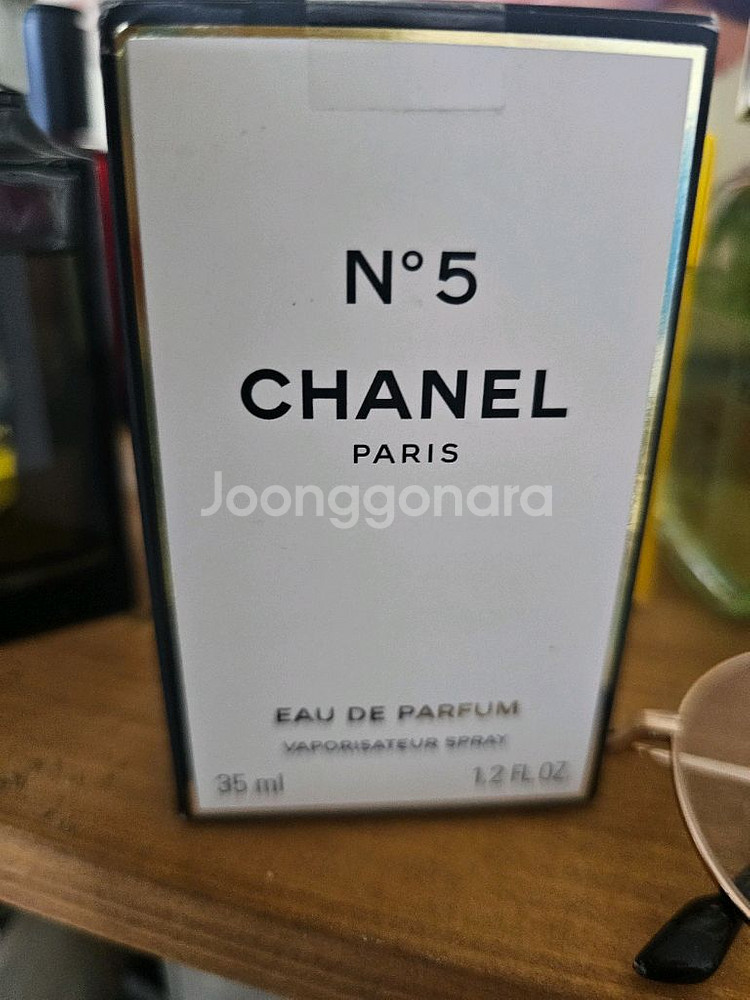 N°5
CHANEL
PARIS
Joonggonara
EAU DE PARFUM
VAPORISATEUR SPRAY
35 ml 1.2 FL.OZ.